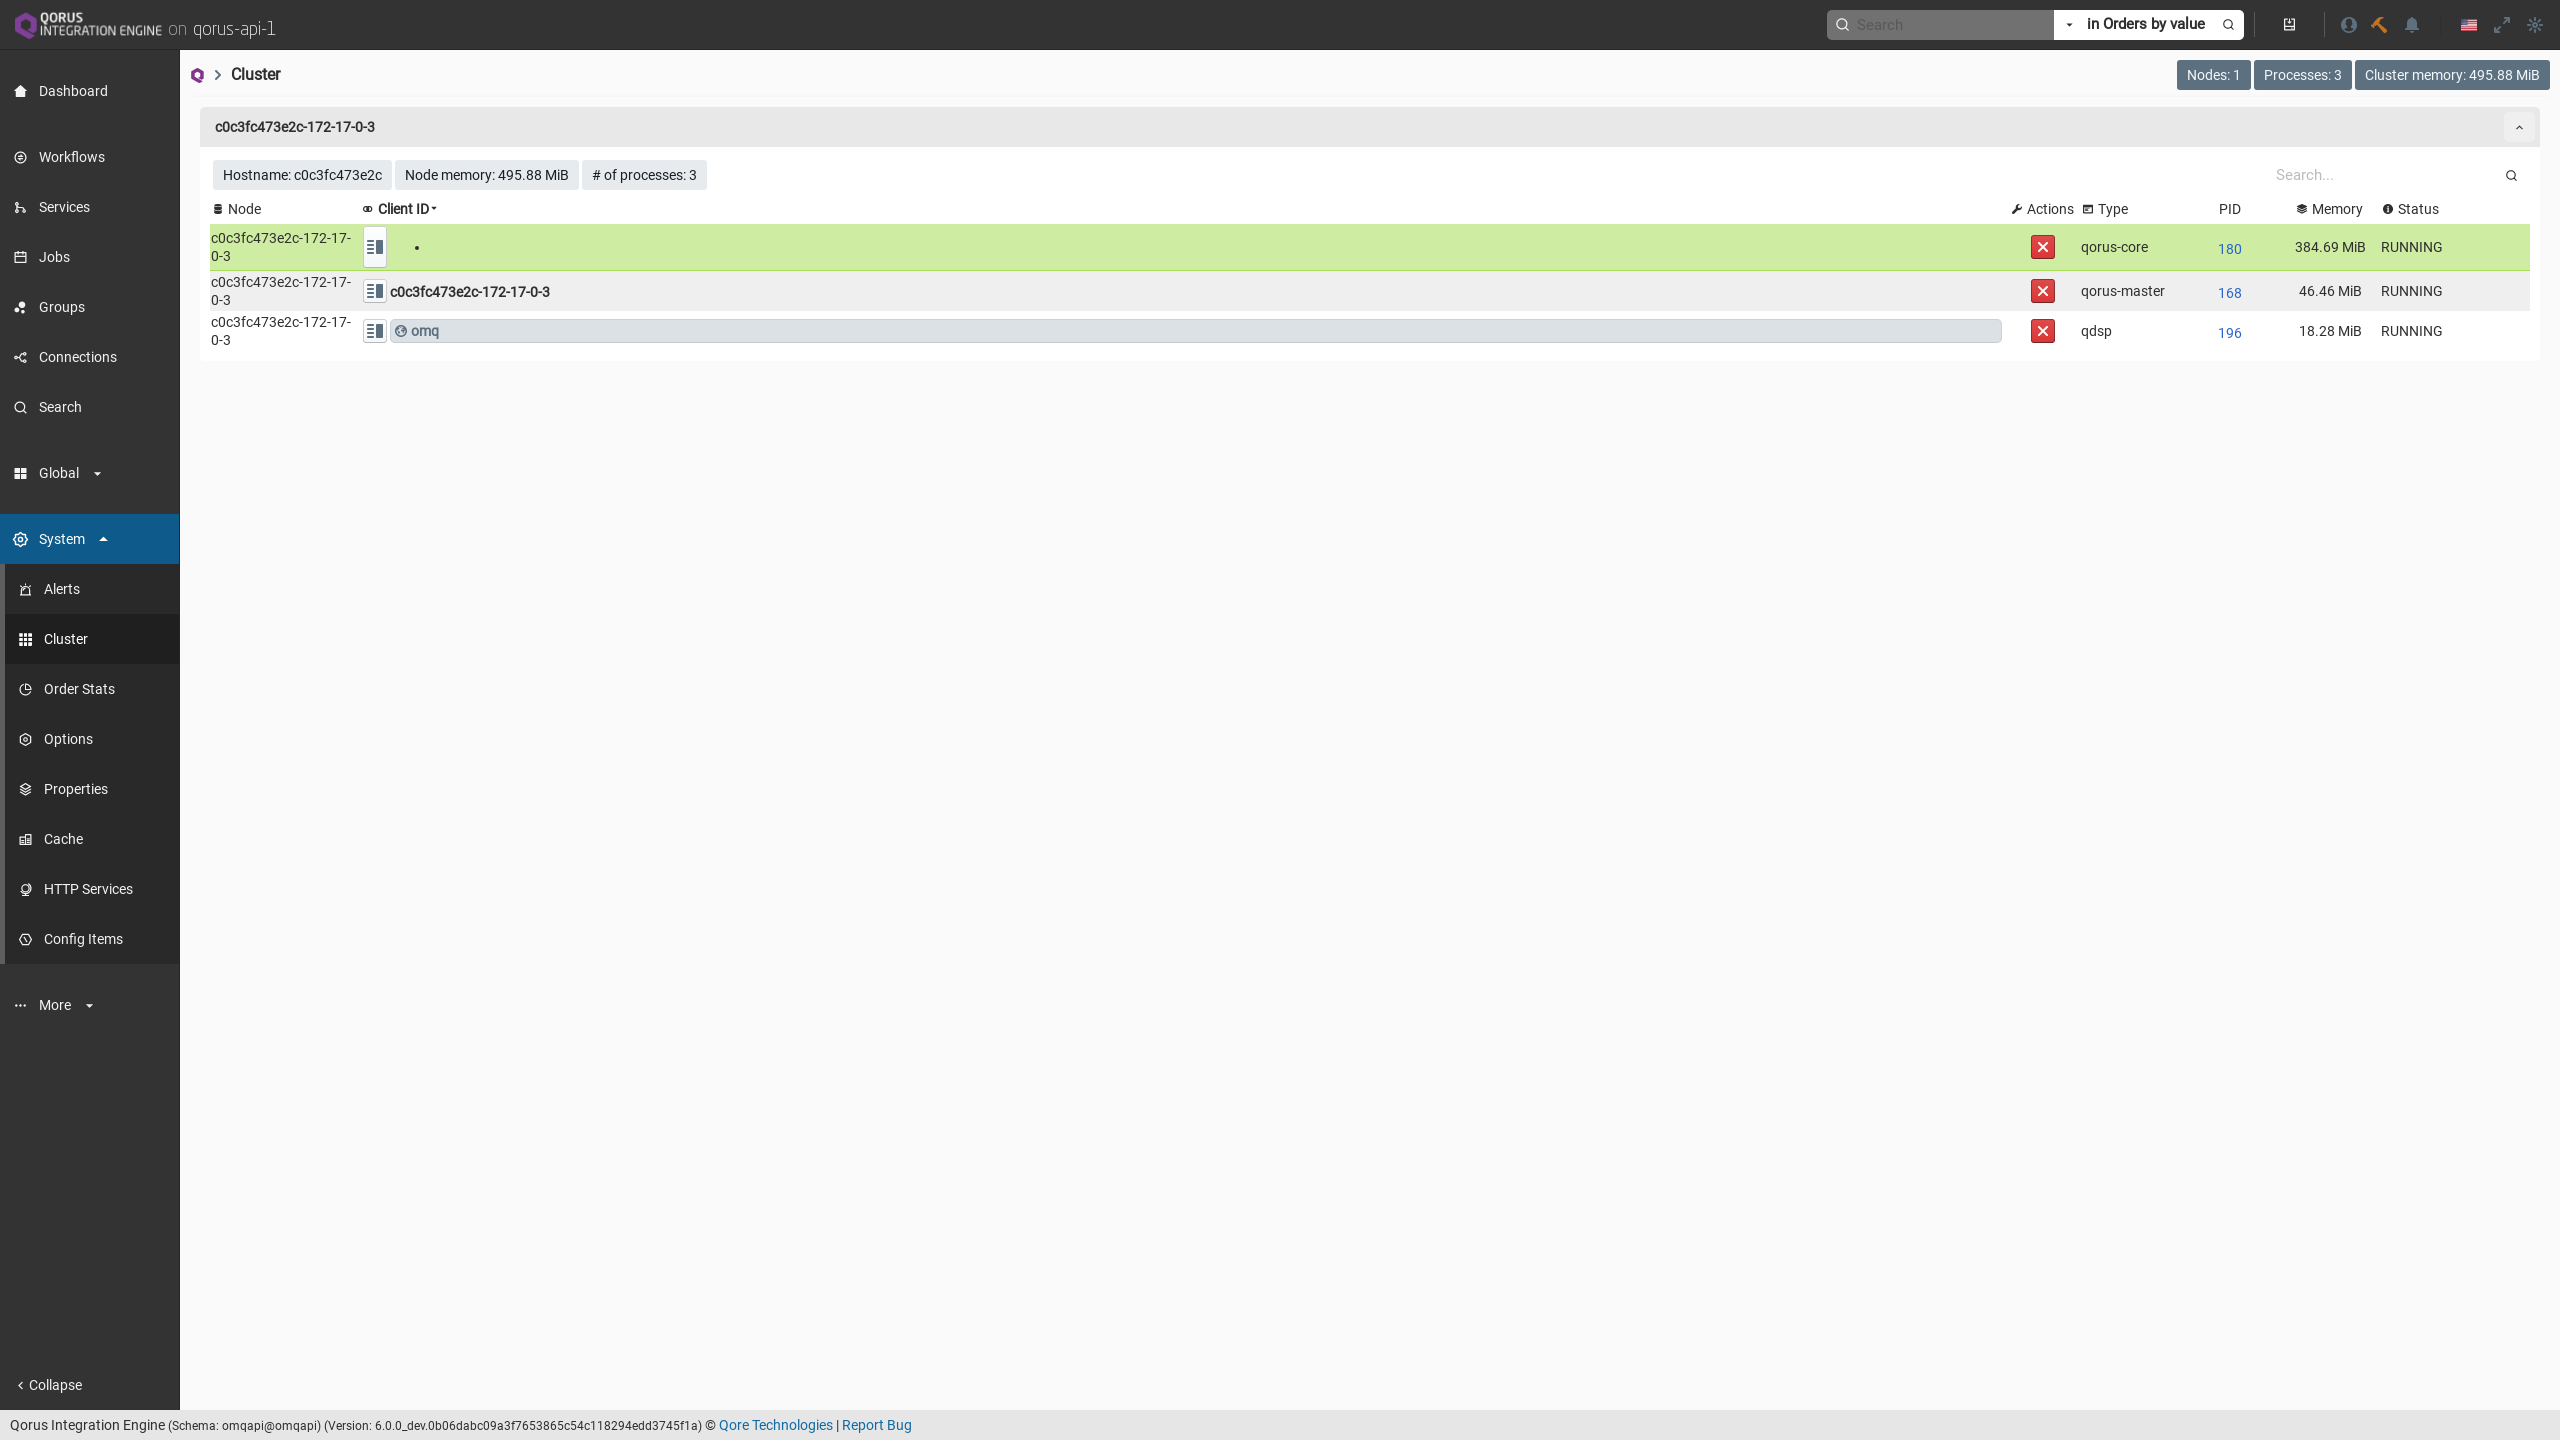 QORUS
INTEGRATION ENGINE on qorus-api-1
Search
in Orders by value
Dashboard
Workflows
Services
Jobs
Groups
Connections
Search
Global
System
Alerts
Cluster
Order Stats
Options
Properties
Cache
HTTP Services
Config Items
More
Collapse
Cluster
Nodes: 1 Processes: 3 Cluster memory: 495.88 MiB
c0c3fc473e2c-172-17-0-3
Hostname: c0c3fc473e2c Node memory: 495.88 MiB # of processes: 3
Search...
Node Client ID Actions Type PID Memory Status
c0c3fc473e2c-172-17-
0-3
• qorus-core 180 384.69 MiB RUNNING
c0c3fc473e2c-172-17-
0-3
c0c3fc473e2c-172-17-0-3 qorus-master 168 46.46 MiB RUNNING
c0c3fc473e2c-172-17-
0-3
omq qdsp 196 18.28 MiB RUNNING
Qorus Integration Engine (Schema: omqapi@omqapi) (Version: 6.0.0_dev.0b06dabc09a3f7653865c54c118294edd3745f1a) © Qore Technologies | Report Bug